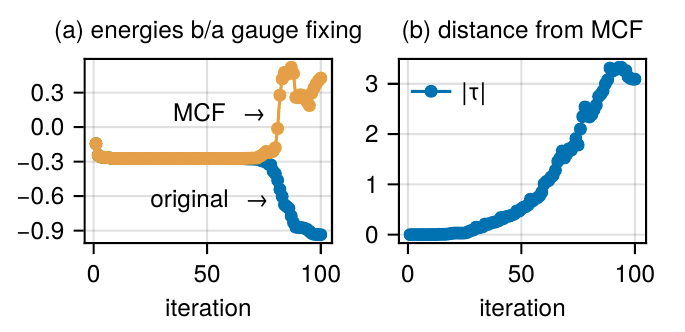 (a) energies b/a gauge fixing
(b) distance from MCF
0.3
0.0
−0.3
−0.6
−0.9
MCF →
original →
0
50
100
iteration
3
2
1
0
|τ|
0
50
100
iteration